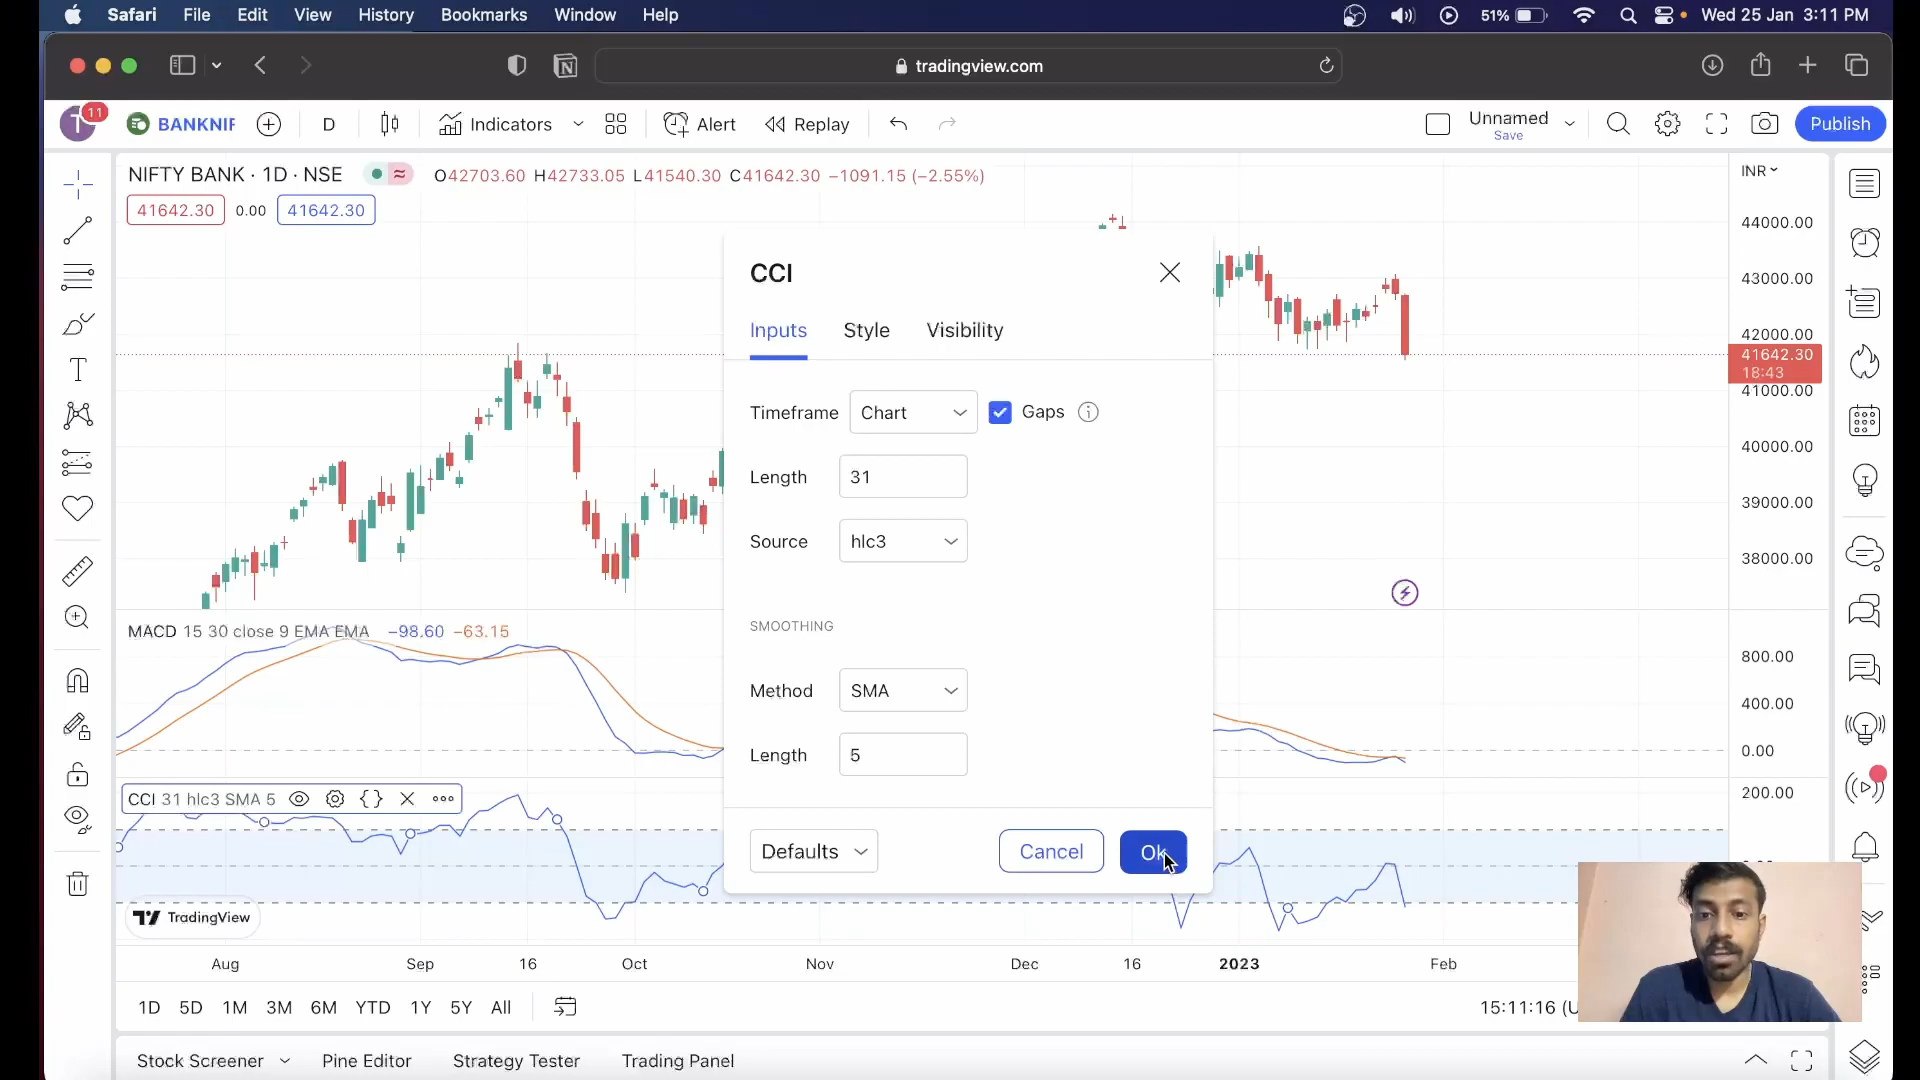 Safari File Edit View History Bookmarks Window Help 51% Wed 25 Jan 3:11 PM
tradingview.com
T 11 BANKNIF D Indicators Alert Replay Unnamed Save Publish
NIFTY BANK · 1D · NSE O42703.60 H42733.05 L41540.30 C41642.30 −1091.15 (−2.55%) INR
41642.30 0.00 41642.30
44000.00
43000.00
42000.00
41642.30
18:43
41000.00
40000.00
39000.00
38000.00
CCI
Inputs Style Visibility
Timeframe Chart Gaps
Length 31
Source hlc3
SMOOTHING
Method SMA
Length 5
Defaults Cancel Ok
MACD 15 30 close 9 EMA EMA −98.60 −63.15
800.00
400.00
0.00
CCI 31 hlc3 SMA 5
200.00
TradingView
Aug Sep 16 Oct Nov Dec 16 2023 Feb
1D 5D 1M 3M 6M YTD 1Y 5Y All 15:11:16 (U
Stock Screener Pine Editor Strategy Tester Trading Panel